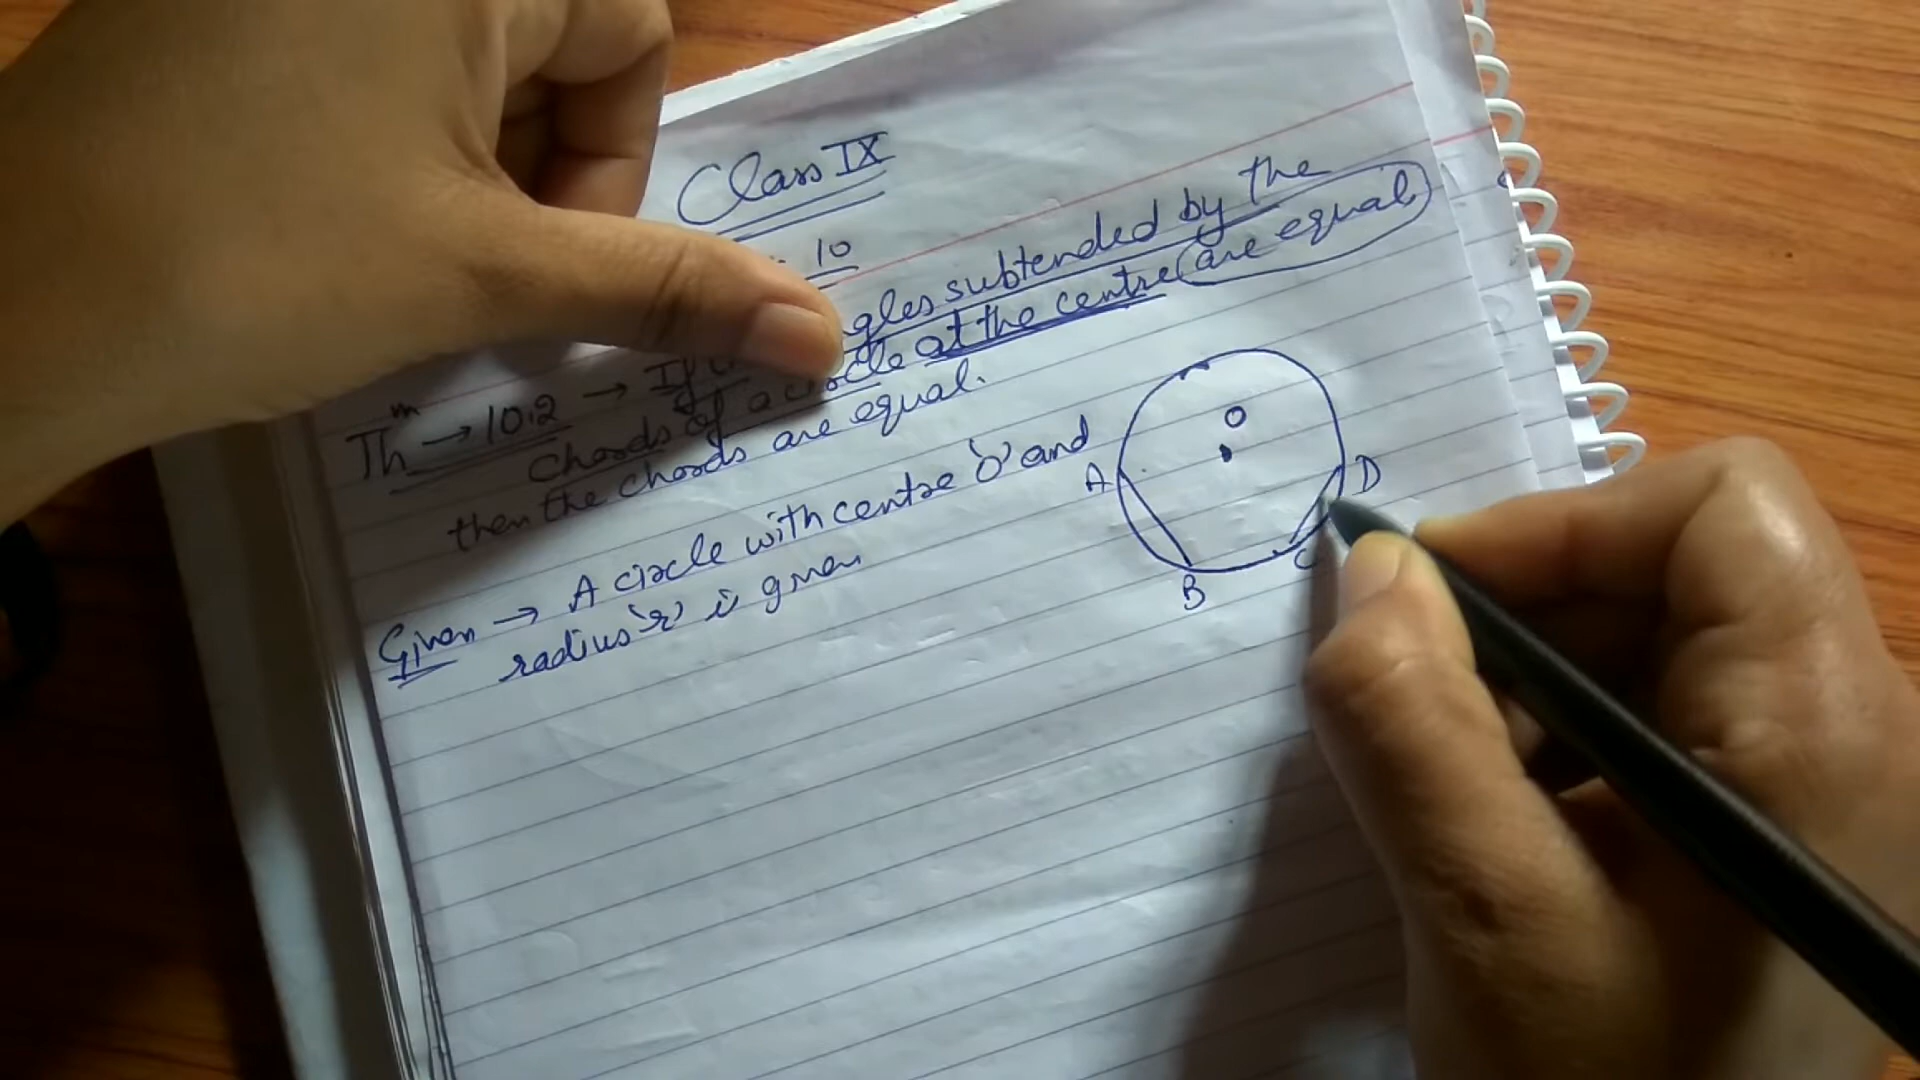 Class IX
10
Thm → 10.2 → If gles subtended by the
chords of a circle at the centre are equal
then the chords are equal.
Given → A circle with centre 'O' and
radius 'r' is given
O
A
D
B
C